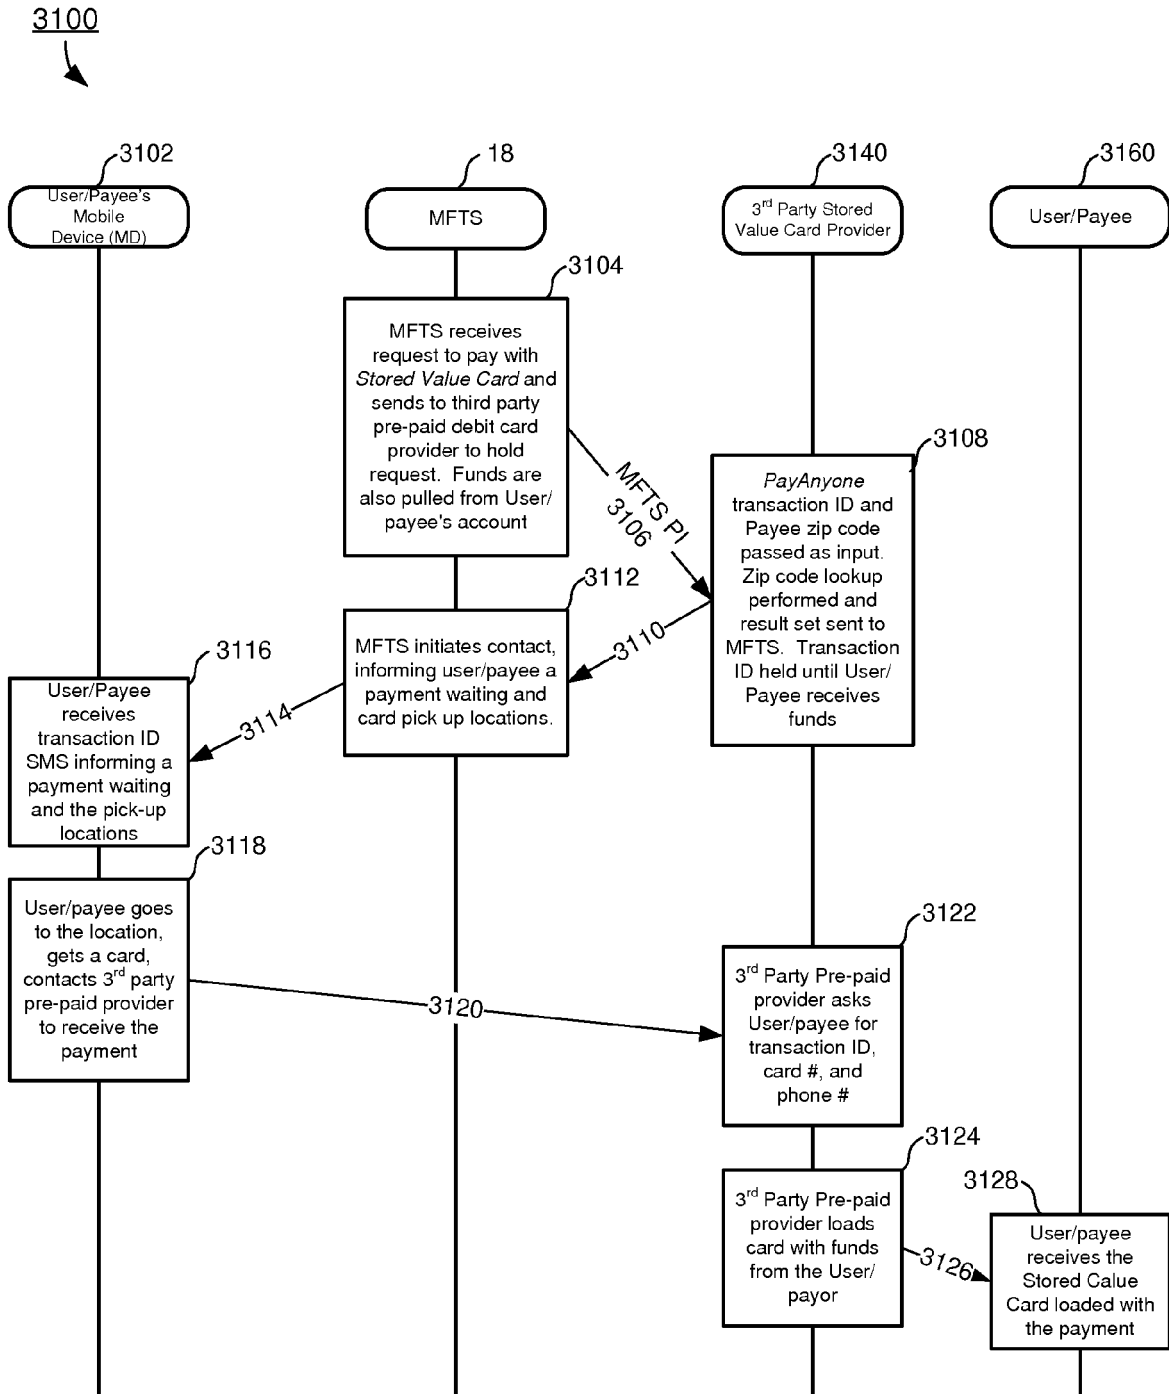 3100
3102
18
3140
3160
User/Payee's
Mobile
Device (MD)
MFTS
3rd Party Stored
Value Card Provider
User/Payee
3104
MFTS receives
request to pay with
Stored Value Card and
sends to third party
pre-paid debit card
provider to hold
request. Funds are
also pulled from User/
payee's account
MFTS PI
3106
3108
PayAnyone
transaction ID and
Payee zip code
passed as input.
Zip code lookup
performed and
result set sent to
MFTS. Transaction
ID held until User/
Payee receives
funds
3110
3112
MFTS initiates contact,
informing user/payee a
payment waiting and
card pick up locations.
3114
3116
User/Payee
receives
transaction ID
SMS informing a
payment waiting
and the pick-up
locations
3118
User/payee goes
to the location,
gets a card,
contacts 3rd party
pre-paid provider
to receive the
payment
3120
3122
3rd Party Pre-paid
provider asks
User/payee for
transaction ID,
card #, and
phone #
3124
3rd Party Pre-paid
provider loads
card with funds
from the User/
payor
3126
3128
User/payee
receives the
Stored Calue
Card loaded with
the payment